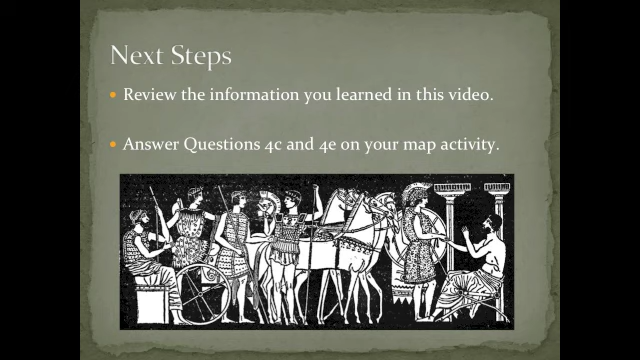 Next Steps
Review the information you learned in this video.
Answer Questions 4c and 4e on your map activity.